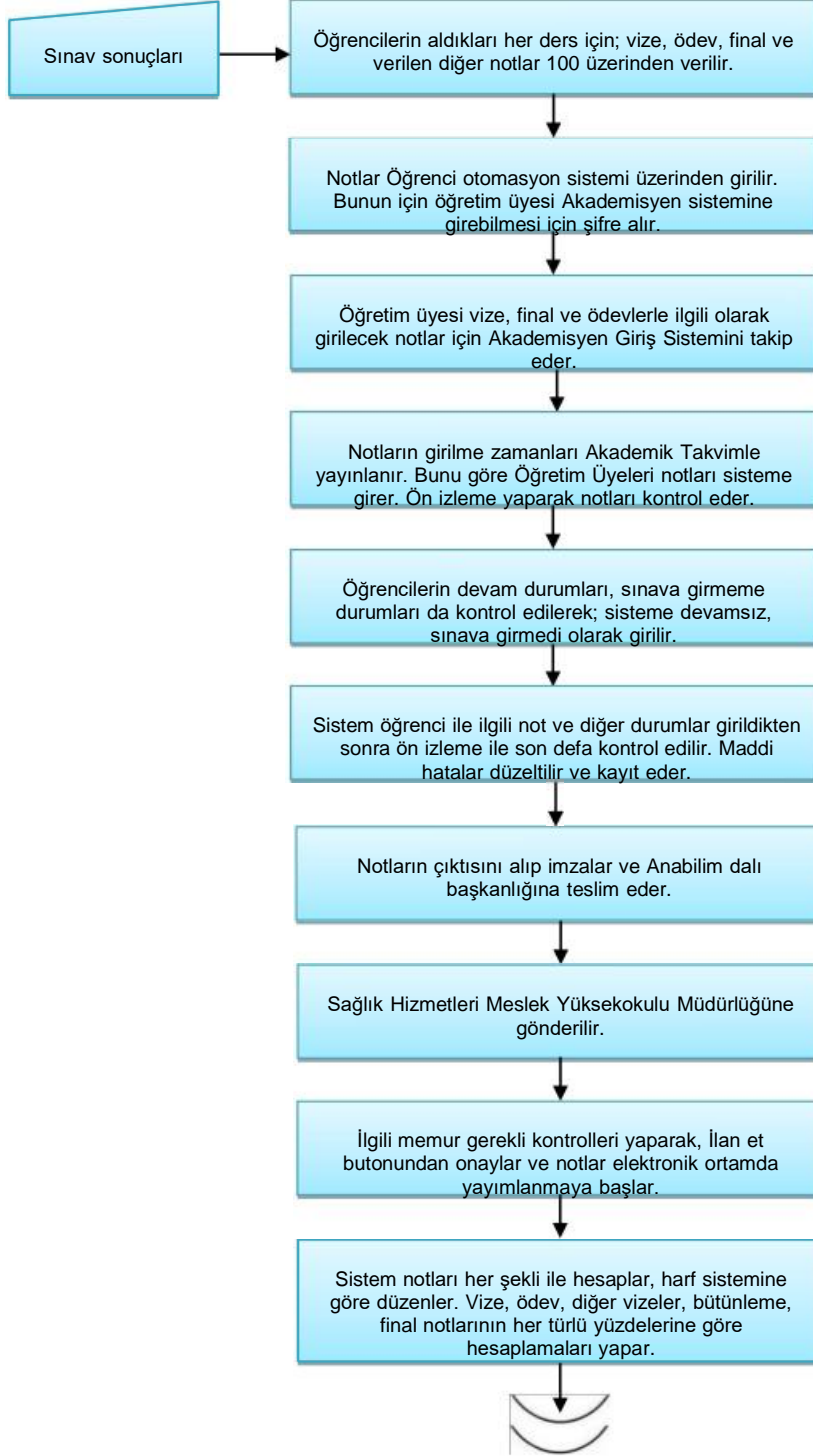 Sınav sonuçları
Öğrencilerin aldıkları her ders için; vize, ödev, final ve
verilen diğer notlar 100 üzerinden verilir.
Notlar Öğrenci otomasyon sistemi üzerinden girilir.
Bunun için öğretim üyesi Akademisyen sistemine
girebilmesi için şifre alır.
Öğretim üyesi vize, final ve ödevlerle ilgili olarak
girilecek notlar için Akademisyen Giriş Sistemini takip
eder.
Notların girilme zamanları Akademik Takvimle
yayınlanır. Bunu göre Öğretim Üyeleri notları sisteme
girer. Ön izleme yaparak notları kontrol eder.
Öğrencilerin devam durumları, sınava girmeme
durumları da kontrol edilerek; sisteme devamsız,
sınava girmedi olarak girilir.
Sistem öğrenci ile ilgili not ve diğer durumlar girildikten
sonra ön izleme ile son defa kontrol edilir. Maddi
hatalar düzeltilir ve kayıt eder.
Notların çıktısını alıp imzalar ve Anabilim dalı
başkanlığına teslim eder.
Sağlık Hizmetleri Meslek Yüksekokulu Müdürlüğüne
gönderilir.
İlgili memur gerekli kontrolleri yaparak, İlan et
butonundan onaylar ve notlar elektronik ortamda
yayımlanmaya başlar.
Sistem notları her şekli ile hesaplar, harf sistemine
göre düzenler. Vize, ödev, diğer vizeler, bütünleme,
final notlarının her türlü yüzdelerine göre
hesaplamaları yapar.